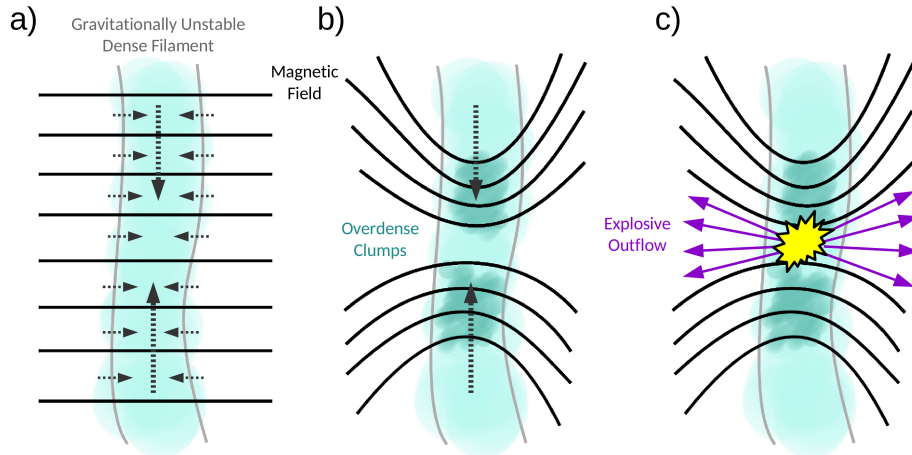 a)
Gravitationally Unstable
Dense Filament
Magnetic
Field
b)
Overdense
Clumps
c)
Explosive
Outflow